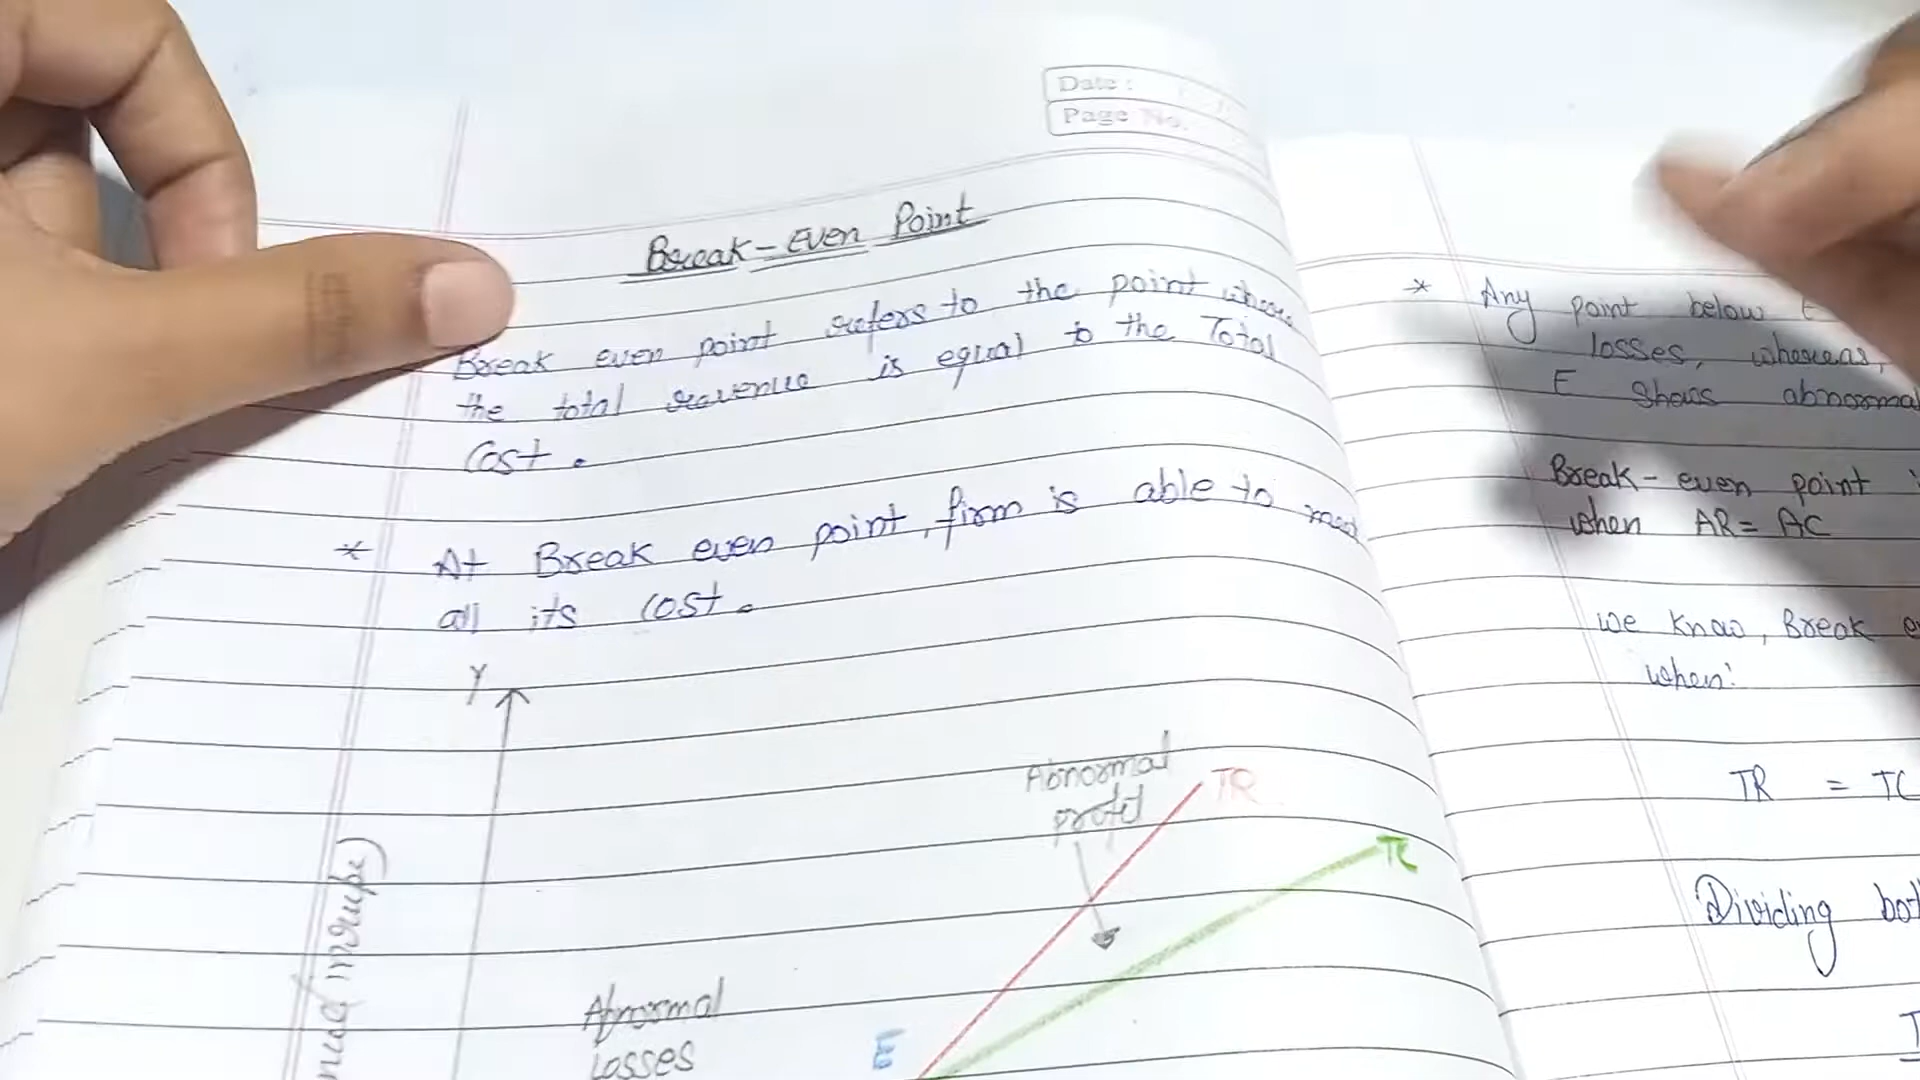 Date :
Page No.
Break-Even Point
Break even point refers to the point where
the total revenue is equal to the Total
Cost.
* At Break even point, firm is able to meet
all its cost.
Y
Abnormal
profit
TR
TC
Abnormal
losses
E
* Any point below E
losses, whereas,
E shows abnormal
Break-even point
when AR = AC
we know, Break
when:
TR = TC
Dividing